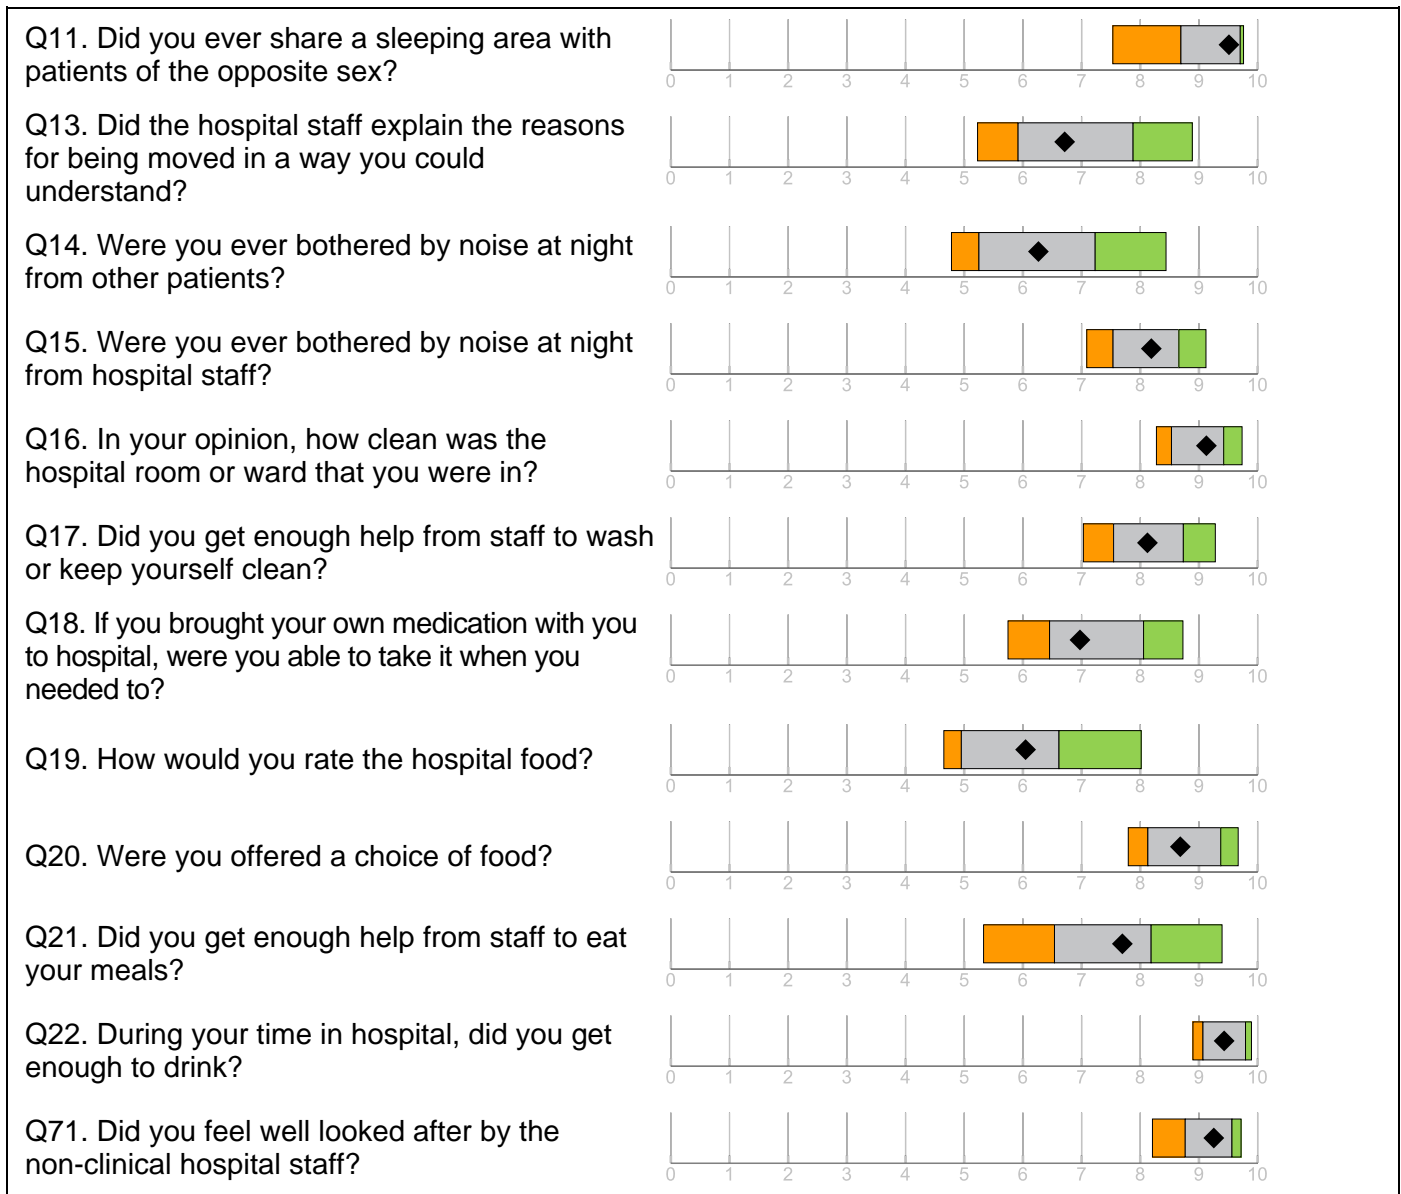 Q11. Did you ever share a sleeping area with
patients of the opposite sex?
0 1 2 3 4 5 6 7 8 9 10
Q13. Did the hospital staff explain the reasons
for being moved in a way you could
understand?
0 1 2 3 4 5 6 7 8 9 10
Q14. Were you ever bothered by noise at night
from other patients?
0 1 2 3 4 5 6 7 8 9 10
Q15. Were you ever bothered by noise at night
from hospital staff?
0 1 2 3 4 5 6 7 8 9 10
Q16. In your opinion, how clean was the
hospital room or ward that you were in?
0 1 2 3 4 5 6 7 8 9 10
Q17. Did you get enough help from staff to wash
or keep yourself clean?
0 1 2 3 4 5 6 7 8 9 10
Q18. If you brought your own medication with you
to hospital, were you able to take it when you
needed to?
0 1 2 3 4 5 6 7 8 9 10
Q19. How would you rate the hospital food?
0 1 2 3 4 5 6 7 8 9 10
Q20. Were you offered a choice of food?
0 1 2 3 4 5 6 7 8 9 10
Q21. Did you get enough help from staff to eat
your meals?
0 1 2 3 4 5 6 7 8 9 10
Q22. During your time in hospital, did you get
enough to drink?
0 1 2 3 4 5 6 7 8 9 10
Q71. Did you feel well looked after by the
non-clinical hospital staff?
0 1 2 3 4 5 6 7 8 9 10